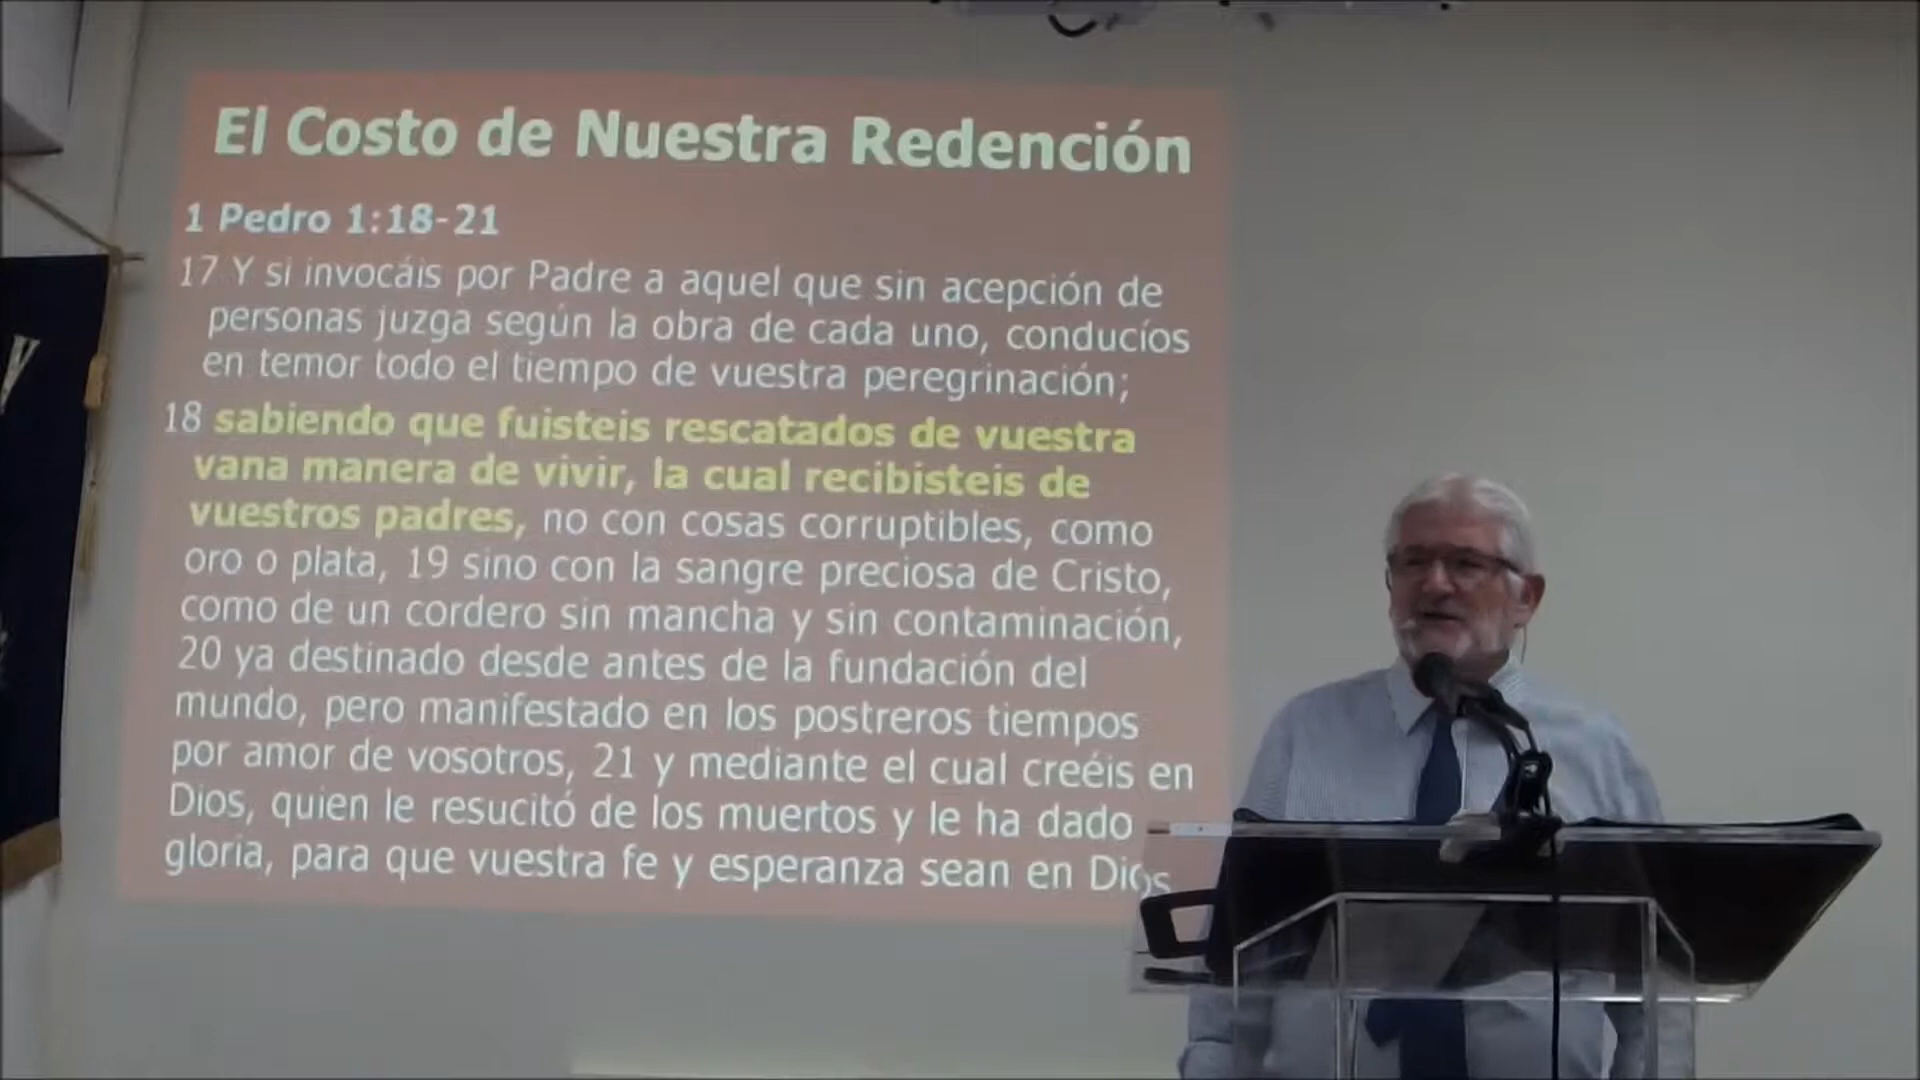 El Costo de Nuestra Redención
1 Pedro 1:18-21
17 Y si invocáis por Padre a aquel que sin acepción de
personas juzga según la obra de cada uno, conducíos
en temor todo el tiempo de vuestra peregrinación;
18 sabiendo que fuisteis rescatados de vuestra
vana manera de vivir, la cual recibisteis de
vuestros padres, no con cosas corruptibles, como
oro o plata, 19 sino con la sangre preciosa de Cristo,
como de un cordero sin mancha y sin contaminación,
20 ya destinado desde antes de la fundación del
mundo, pero manifestado en los postreros tiempos
por amor de vosotros, 21 y mediante el cual creéis en
Dios, quien le resucitó de los muertos y le ha dado
gloria, para que vuestra fe y esperanza sean en Dios